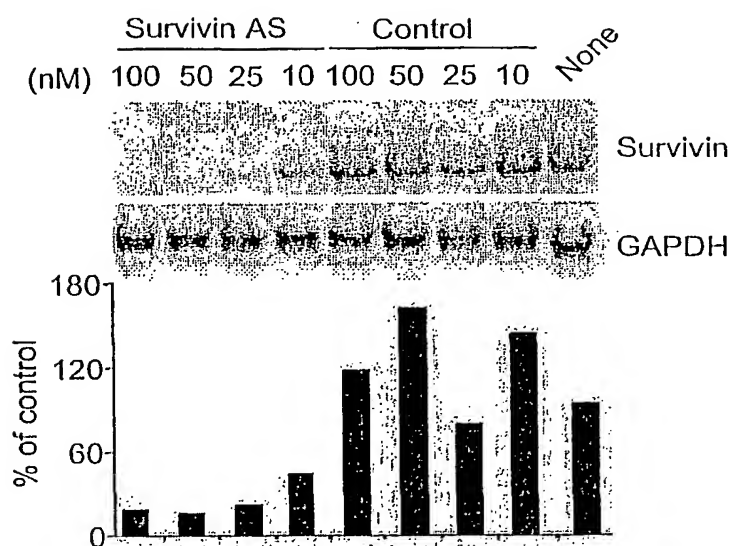 Survivin AS Control
(nM) 100 50 25 10 100 50 25 10 None
Survivin
GAPDH
180
120
60
0
% of control